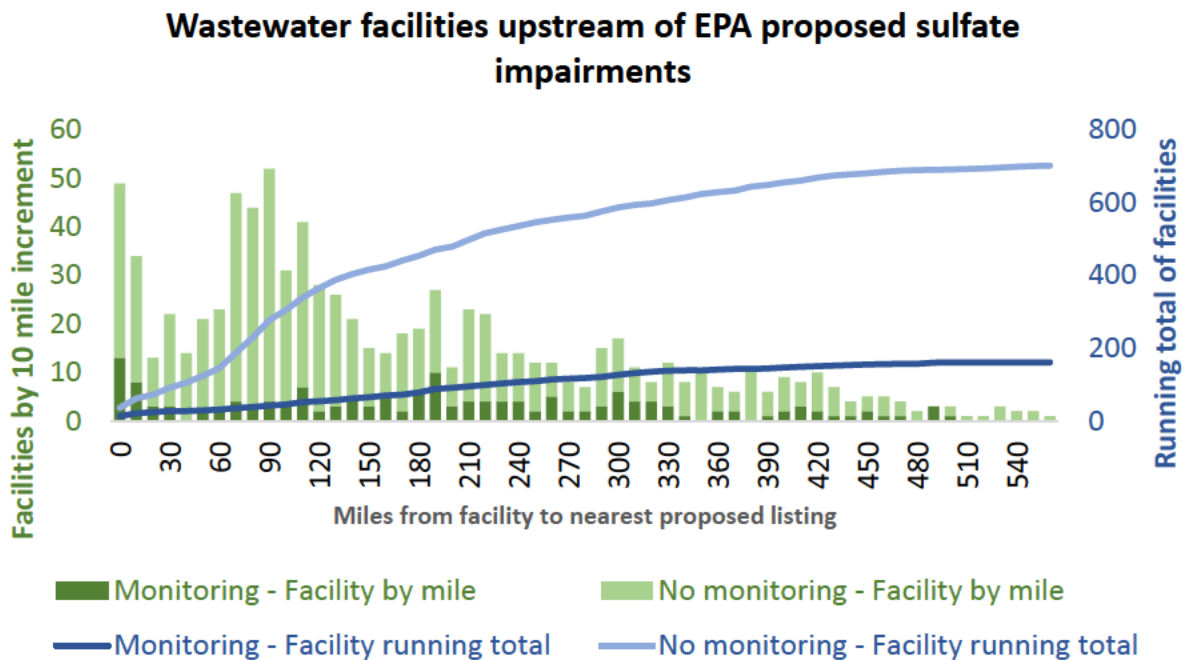 Wastewater facilities upstream of EPA proposed sulfate
impairments
Facilities by 10 mile increment
60
50
40
30
20
10
0
800
600
400
200
0
Running total of facilities
0 30 60 90 120 150 180 210 240 270 300 330 360 390 420 450 480 510 540
Miles from facility to nearest proposed listing
Monitoring - Facility by mile
No monitoring - Facility by mile
Monitoring - Facility running total
No monitoring - Facility running total